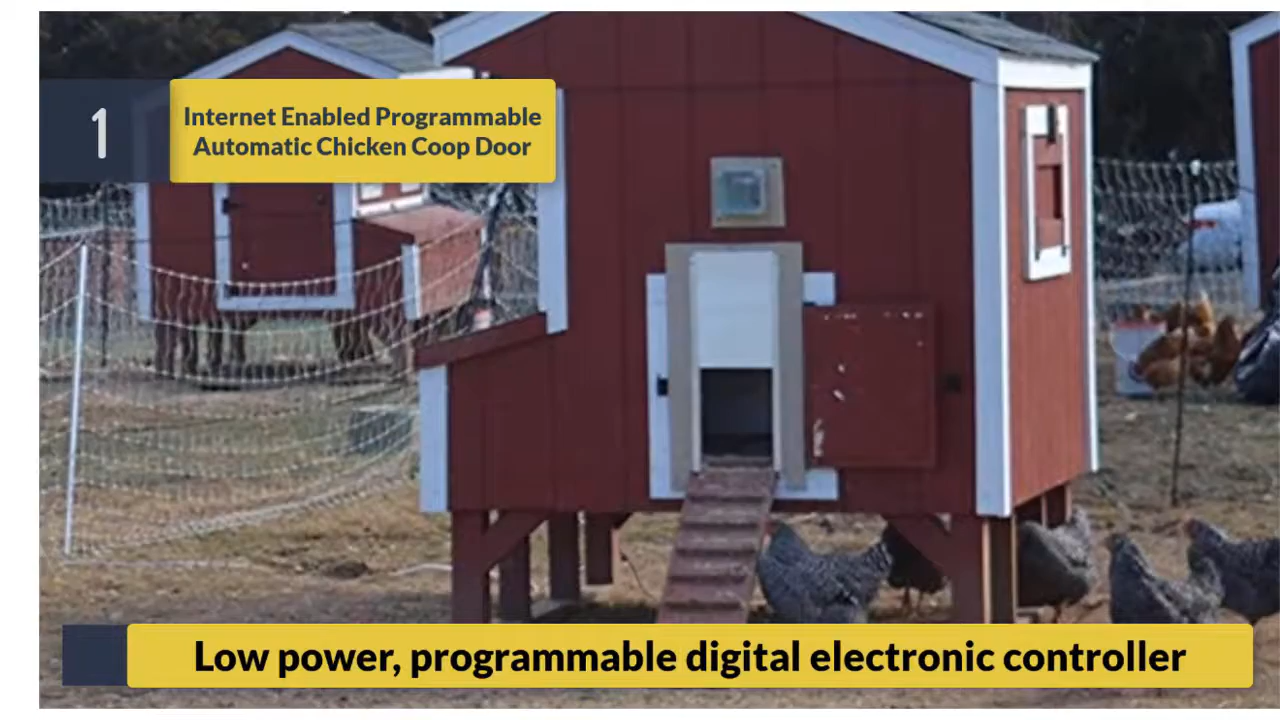 1
Internet Enabled Programmable
Automatic Chicken Coop Door
Low power, programmable digital electronic controller